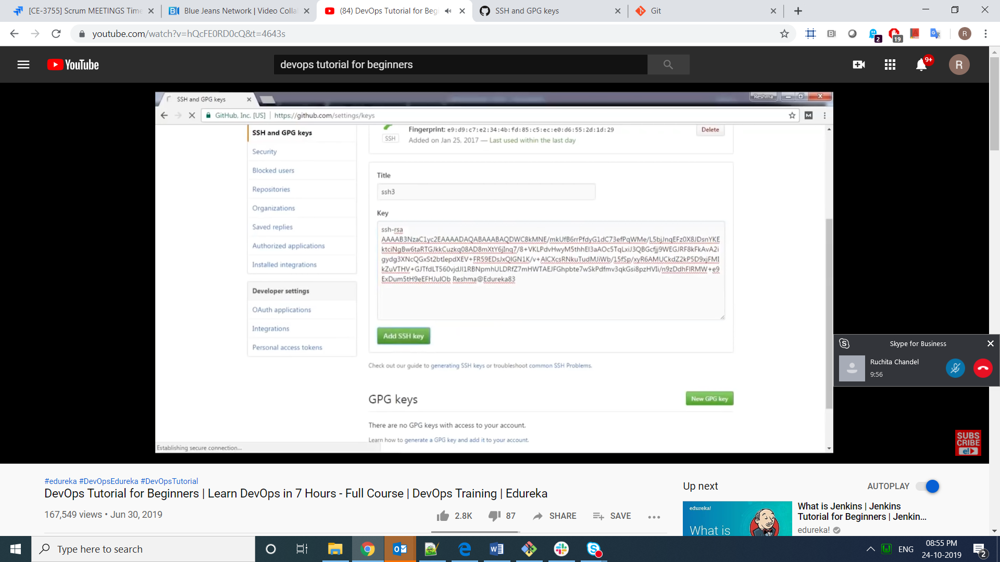 [CE-3755] Scrum MEETINGS Time
Blue Jeans Network | Video Colla
(84) DevOps Tutorial for Begi
SSH and GPG keys
Git
youtube.com/watch?v=hQcFE0RD0cQ&t=4643s
2
19
R
YouTube
devops tutorial for beginners
9+
R
SSH and GPG keys
Reshma
GitHub, Inc. [US] | https://github.com/settings/keys
SSH and GPG keys
Security
Blocked users
Repositories
Organizations
Saved replies
Authorized applications
Installed integrations
Developer settings
OAuth applications
Integrations
Personal access tokens
Fingerprint: e9:d9:c7:e2:34:4b:fd:85:c5:ec:e0:d6:55:2d:1d:29
SSH
Added on Jan 25, 2017 — Last used within the last day
Delete
Title
ssh3
Key
ssh-rsa
AAAAB3NzaC1yc2EAAAADAQABAAABAQDWC8kMNE/mkUfB6rrPfdyG1dC73efPqWMe/L5bjJnqEFz0X8JDsnYKE
Reshma@Edureka83
Add SSH key
Check out our guide to generating SSH keys or troubleshoot common SSH Problems.
GPG keys
New GPG key
There are no GPG keys with access to your account.
Learn how to generate a GPG key and add it to your account.
Establishing secure connection...
Skype for Business
Ruchita Chandel
9:56
SUBS
CRIBE
e!
#edureka #DevOpsEdureka #DevOpsTutorial
DevOps Tutorial for Beginners | Learn DevOps in 7 Hours - Full Course | DevOps Training | Edureka
167,549 views • Jun 30, 2019
2.8K
87
SHARE
SAVE
Up next
AUTOPLAY
edureka!
What is
What is Jenkins | Jenkins
Tutorial for Beginners | Jenkin...
edureka!
Type here to search
ENG
08:55 PM
24-10-2019
2